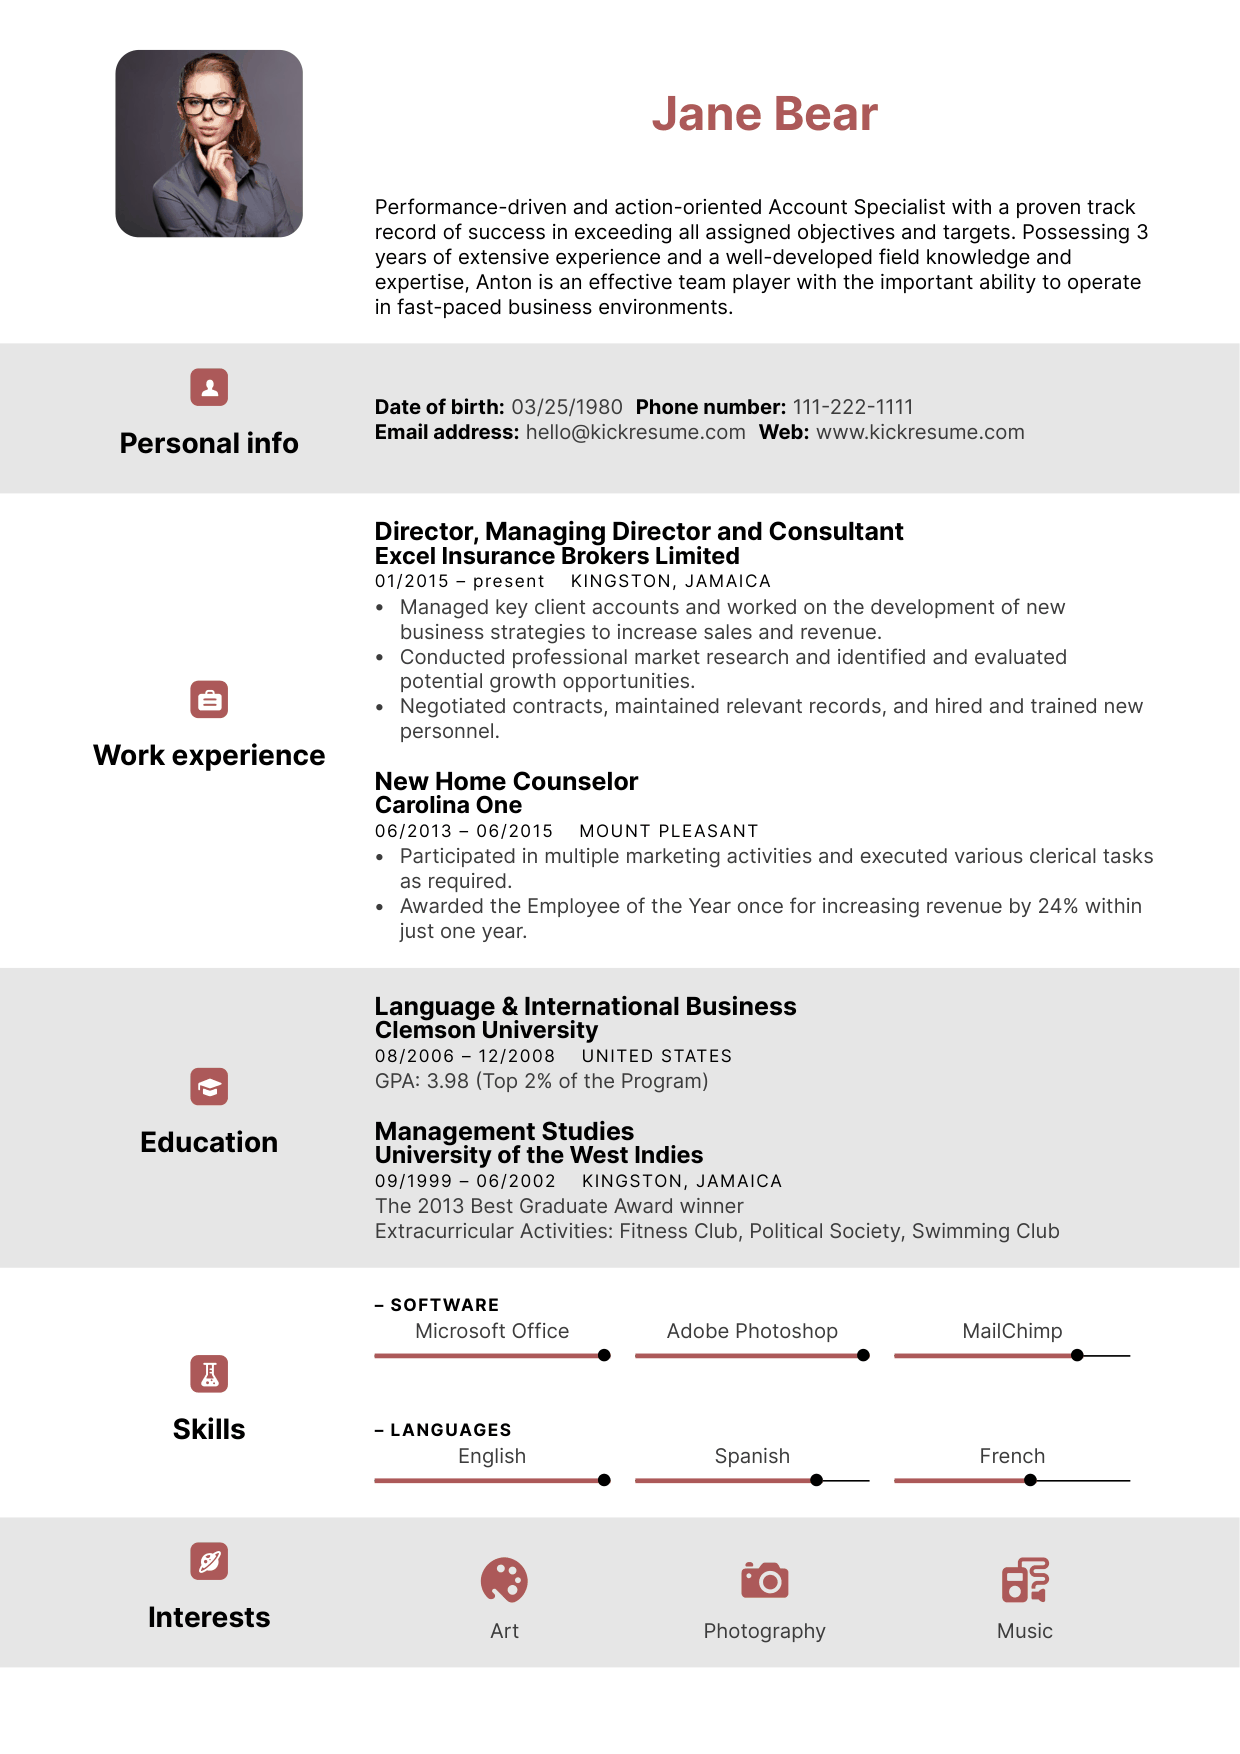 Jane Bear
Performance-driven and action-oriented Account Specialist with a proven track
record of success in exceeding all assigned objectives and targets. Possessing 3
years of extensive experience and a well-developed field knowledge and
expertise, Anton is an effective team player with the important ability to operate
in fast-paced business environments.
Personal info
Date of birth: 03/25/1980 Phone number: 111-222-1111
Email address: hello@kickresume.com Web: www.kickresume.com
Work experience
Director, Managing Director and Consultant
Excel Insurance Brokers Limited
01/2015 – present KINGSTON, JAMAICA
• Managed key client accounts and worked on the development of new
business strategies to increase sales and revenue.
• Conducted professional market research and identified and evaluated
potential growth opportunities.
• Negotiated contracts, maintained relevant records, and hired and trained new
personnel.
New Home Counselor
Carolina One
06/2013 – 06/2015 MOUNT PLEASANT
• Participated in multiple marketing activities and executed various clerical tasks
as required.
• Awarded the Employee of the Year once for increasing revenue by 24% within
just one year.
Education
Language & International Business
Clemson University
08/2006 – 12/2008 UNITED STATES
GPA: 3.98 (Top 2% of the Program)
Management Studies
University of the West Indies
09/1999 – 06/2002 KINGSTON, JAMAICA
The 2013 Best Graduate Award winner
Extracurricular Activities: Fitness Club, Political Society, Swimming Club
Skills
– SOFTWARE
Microsoft Office Adobe Photoshop MailChimp
– LANGUAGES
English Spanish French
Interests
Art Photography Music